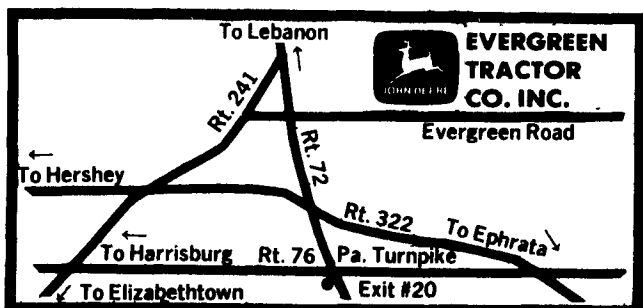 To Lebanon
EVERGREEN
TRACTOR
CO. INC.
JOHN DEERE
Rt. 241
Evergreen Road
Rt. 72
To Hershey
Rt. 322
To Ephrata
To Harrisburg
Rt. 76
Pa. Turnpike
To Elizabethtown
Exit #20